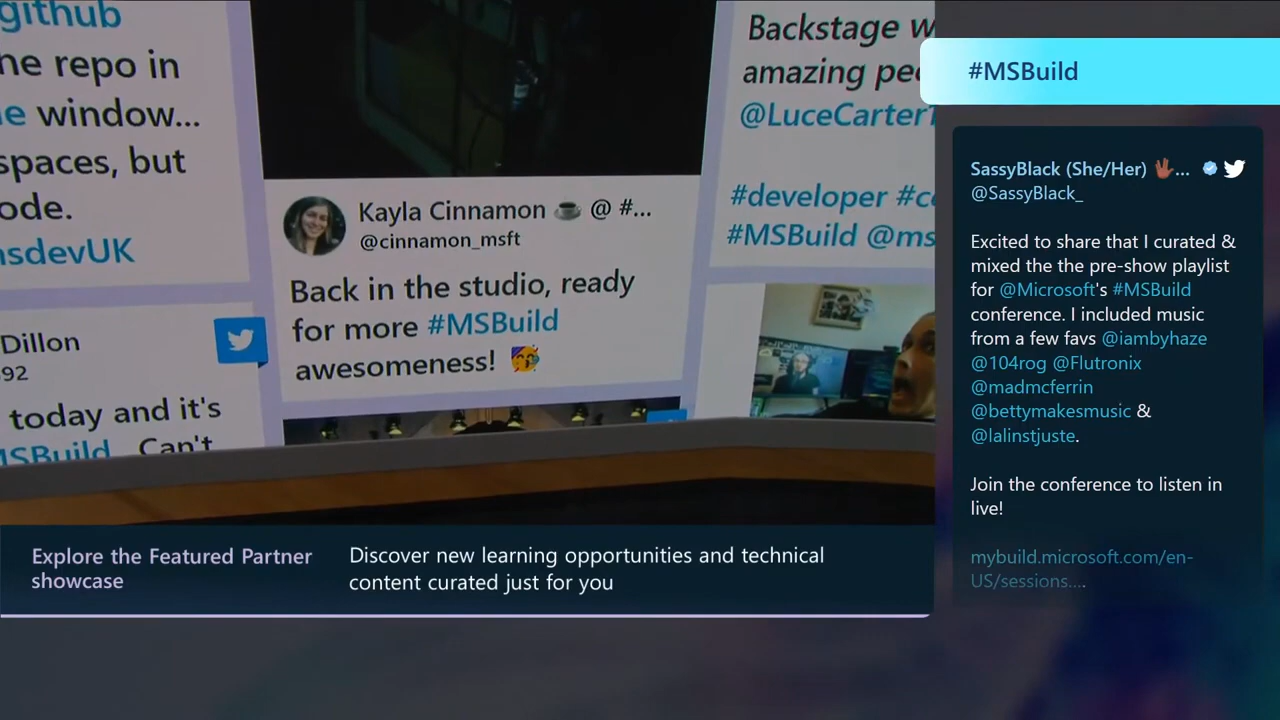 github
ne repo in
e window...
spaces, but
ode.
msdevUK
Dillon
92
today and it's
MSBuild Can't
Kayla Cinnamon ☕ @ #...
@cinnamon_msft
Back in the studio, ready
for more #MSBuild
awesomeness! 🥳
Backstage w
amazing pe
@LuceCarter
#developer #c
#MSBuild @ms
#MSBuild
SassyBlack (She/Her) 🖖🏾...
@SassyBlack_
Excited to share that I curated &
mixed the the pre-show playlist
for @Microsoft's #MSBuild
conference. I included music
from a few favs @iambyhaze
@104rog @Flutronix
@madmcferrin
@bettymakesmusic &
@lalinstjuste.
Join the conference to listen in
live!
mybuild.microsoft.com/en-
US/sessions....
Explore the Featured Partner
showcase
Discover new learning opportunities and technical
content curated just for you